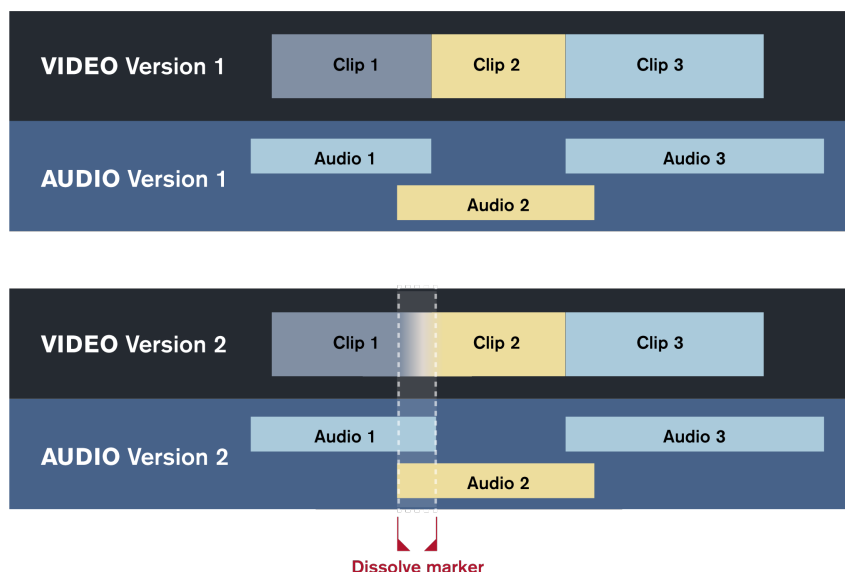 VIDEO Version 1
Clip 1
Clip 2
Clip 3
AUDIO Version 1
Audio 1
Audio 3
Audio 2
VIDEO Version 2
Clip 1
Clip 2
Clip 3
AUDIO Version 2
Audio 1
Audio 3
Audio 2
Dissolve marker